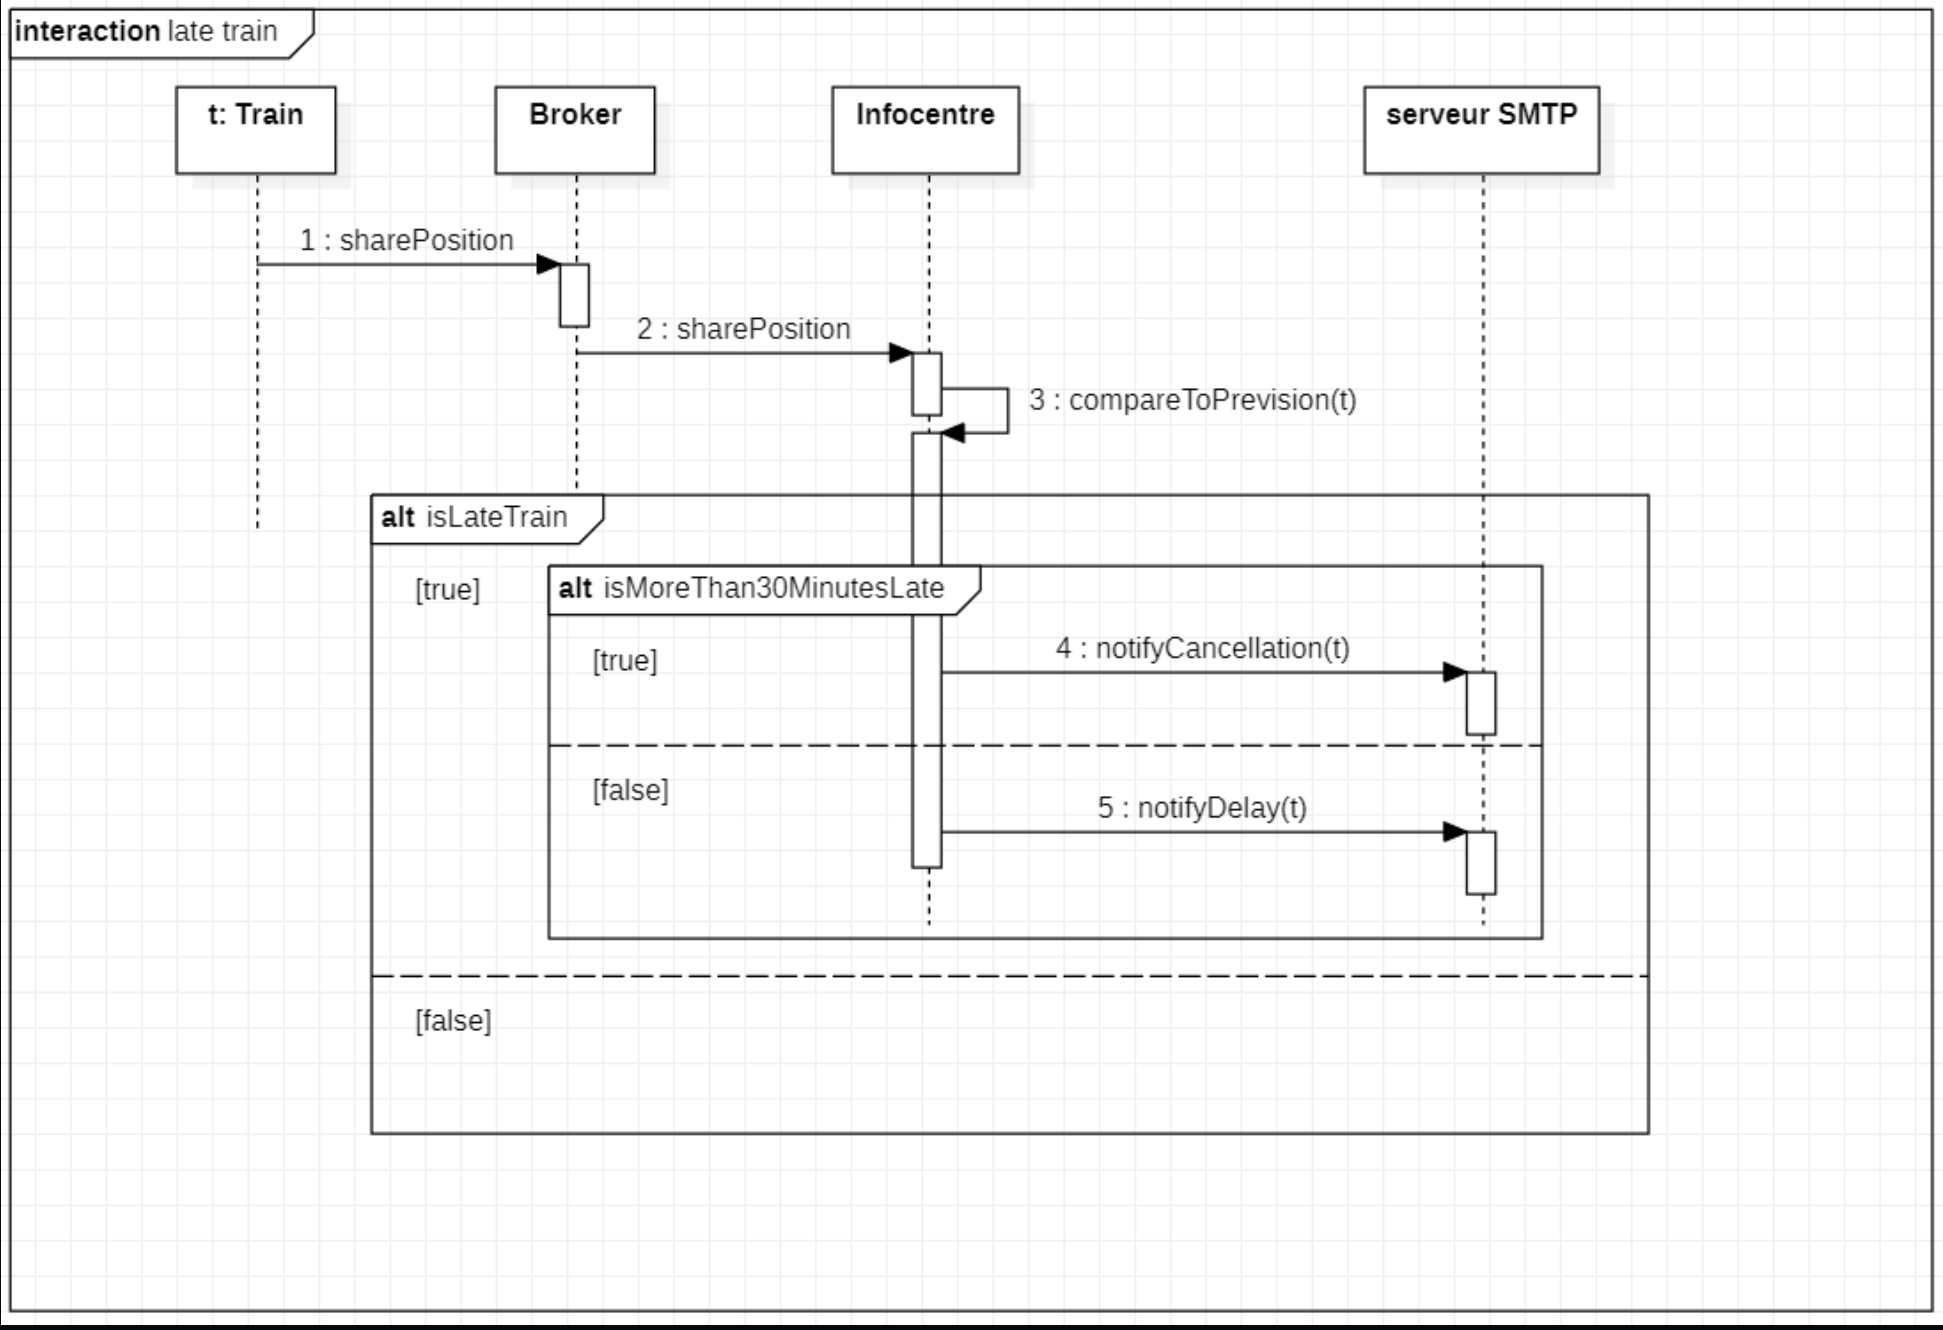 interaction late train
t: Train
Broker
Infocentre
serveur SMTP
1 : sharePosition
2 : sharePosition
3 : compareToPrevision(t)
alt isLateTrain
[true]
alt isMoreThan30MinutesLate
[true]
4 : notifyCancellation(t)
[false]
5 : notifyDelay(t)
[false]